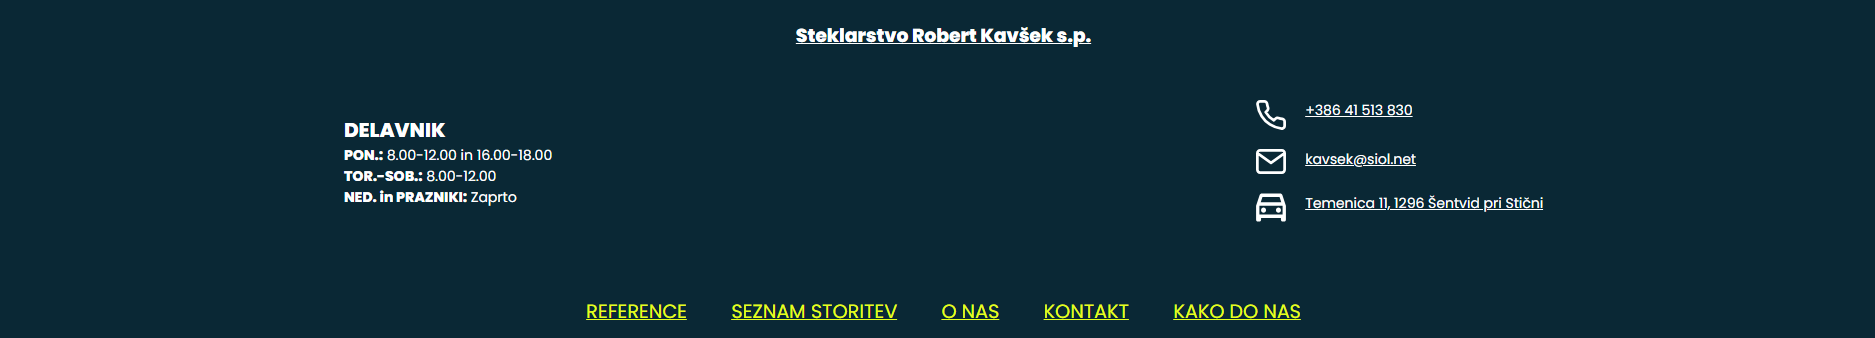 Steklarstvo Robert Kavšek s.p.
DELAVNIK
PON.: 8.00-12.00 in 16.00-18.00
TOR.-SOB.: 8.00-12.00
NED. in PRAZNIKI: Zaprto
+386 41 513 830
kavsek@siol.net
Temenica 11, 1296 Šentvid pri Stični
REFERENCE SEZNAM STORITEV O NAS KONTAKT KAKO DO NAS